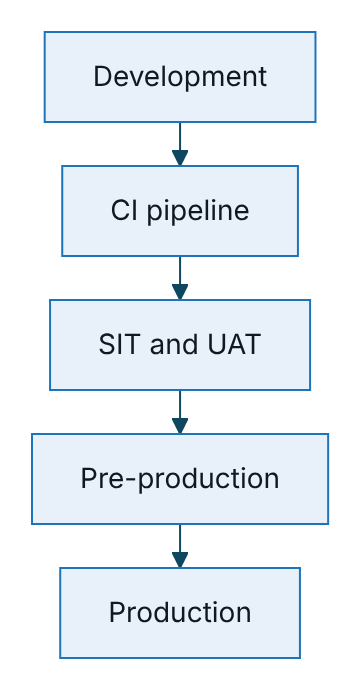 Development
CI pipeline
SIT and UAT
Pre-production
Production